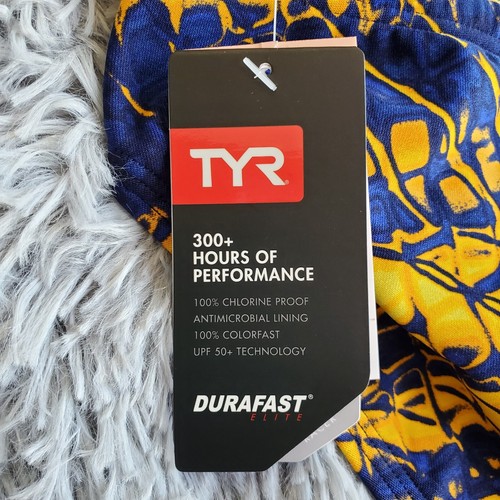 TYR®
300+
HOURS OF
PERFORMANCE
100% CHLORINE PROOF
ANTIMICROBIAL LINING
100% COLORFAST
UPF 50+ TECHNOLOGY
DURAFAST®
ELITE